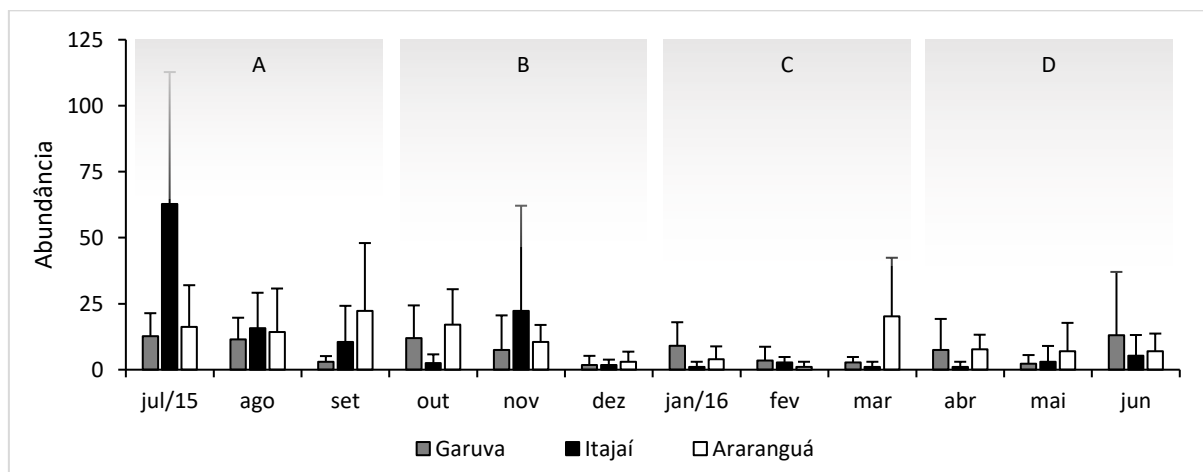 125
A B C D
100
75
50
25
0
Abundância
jul/15 ago set out nov dez jan/16 fev mar abr mai jun
Garuva Itajaí Araranguá